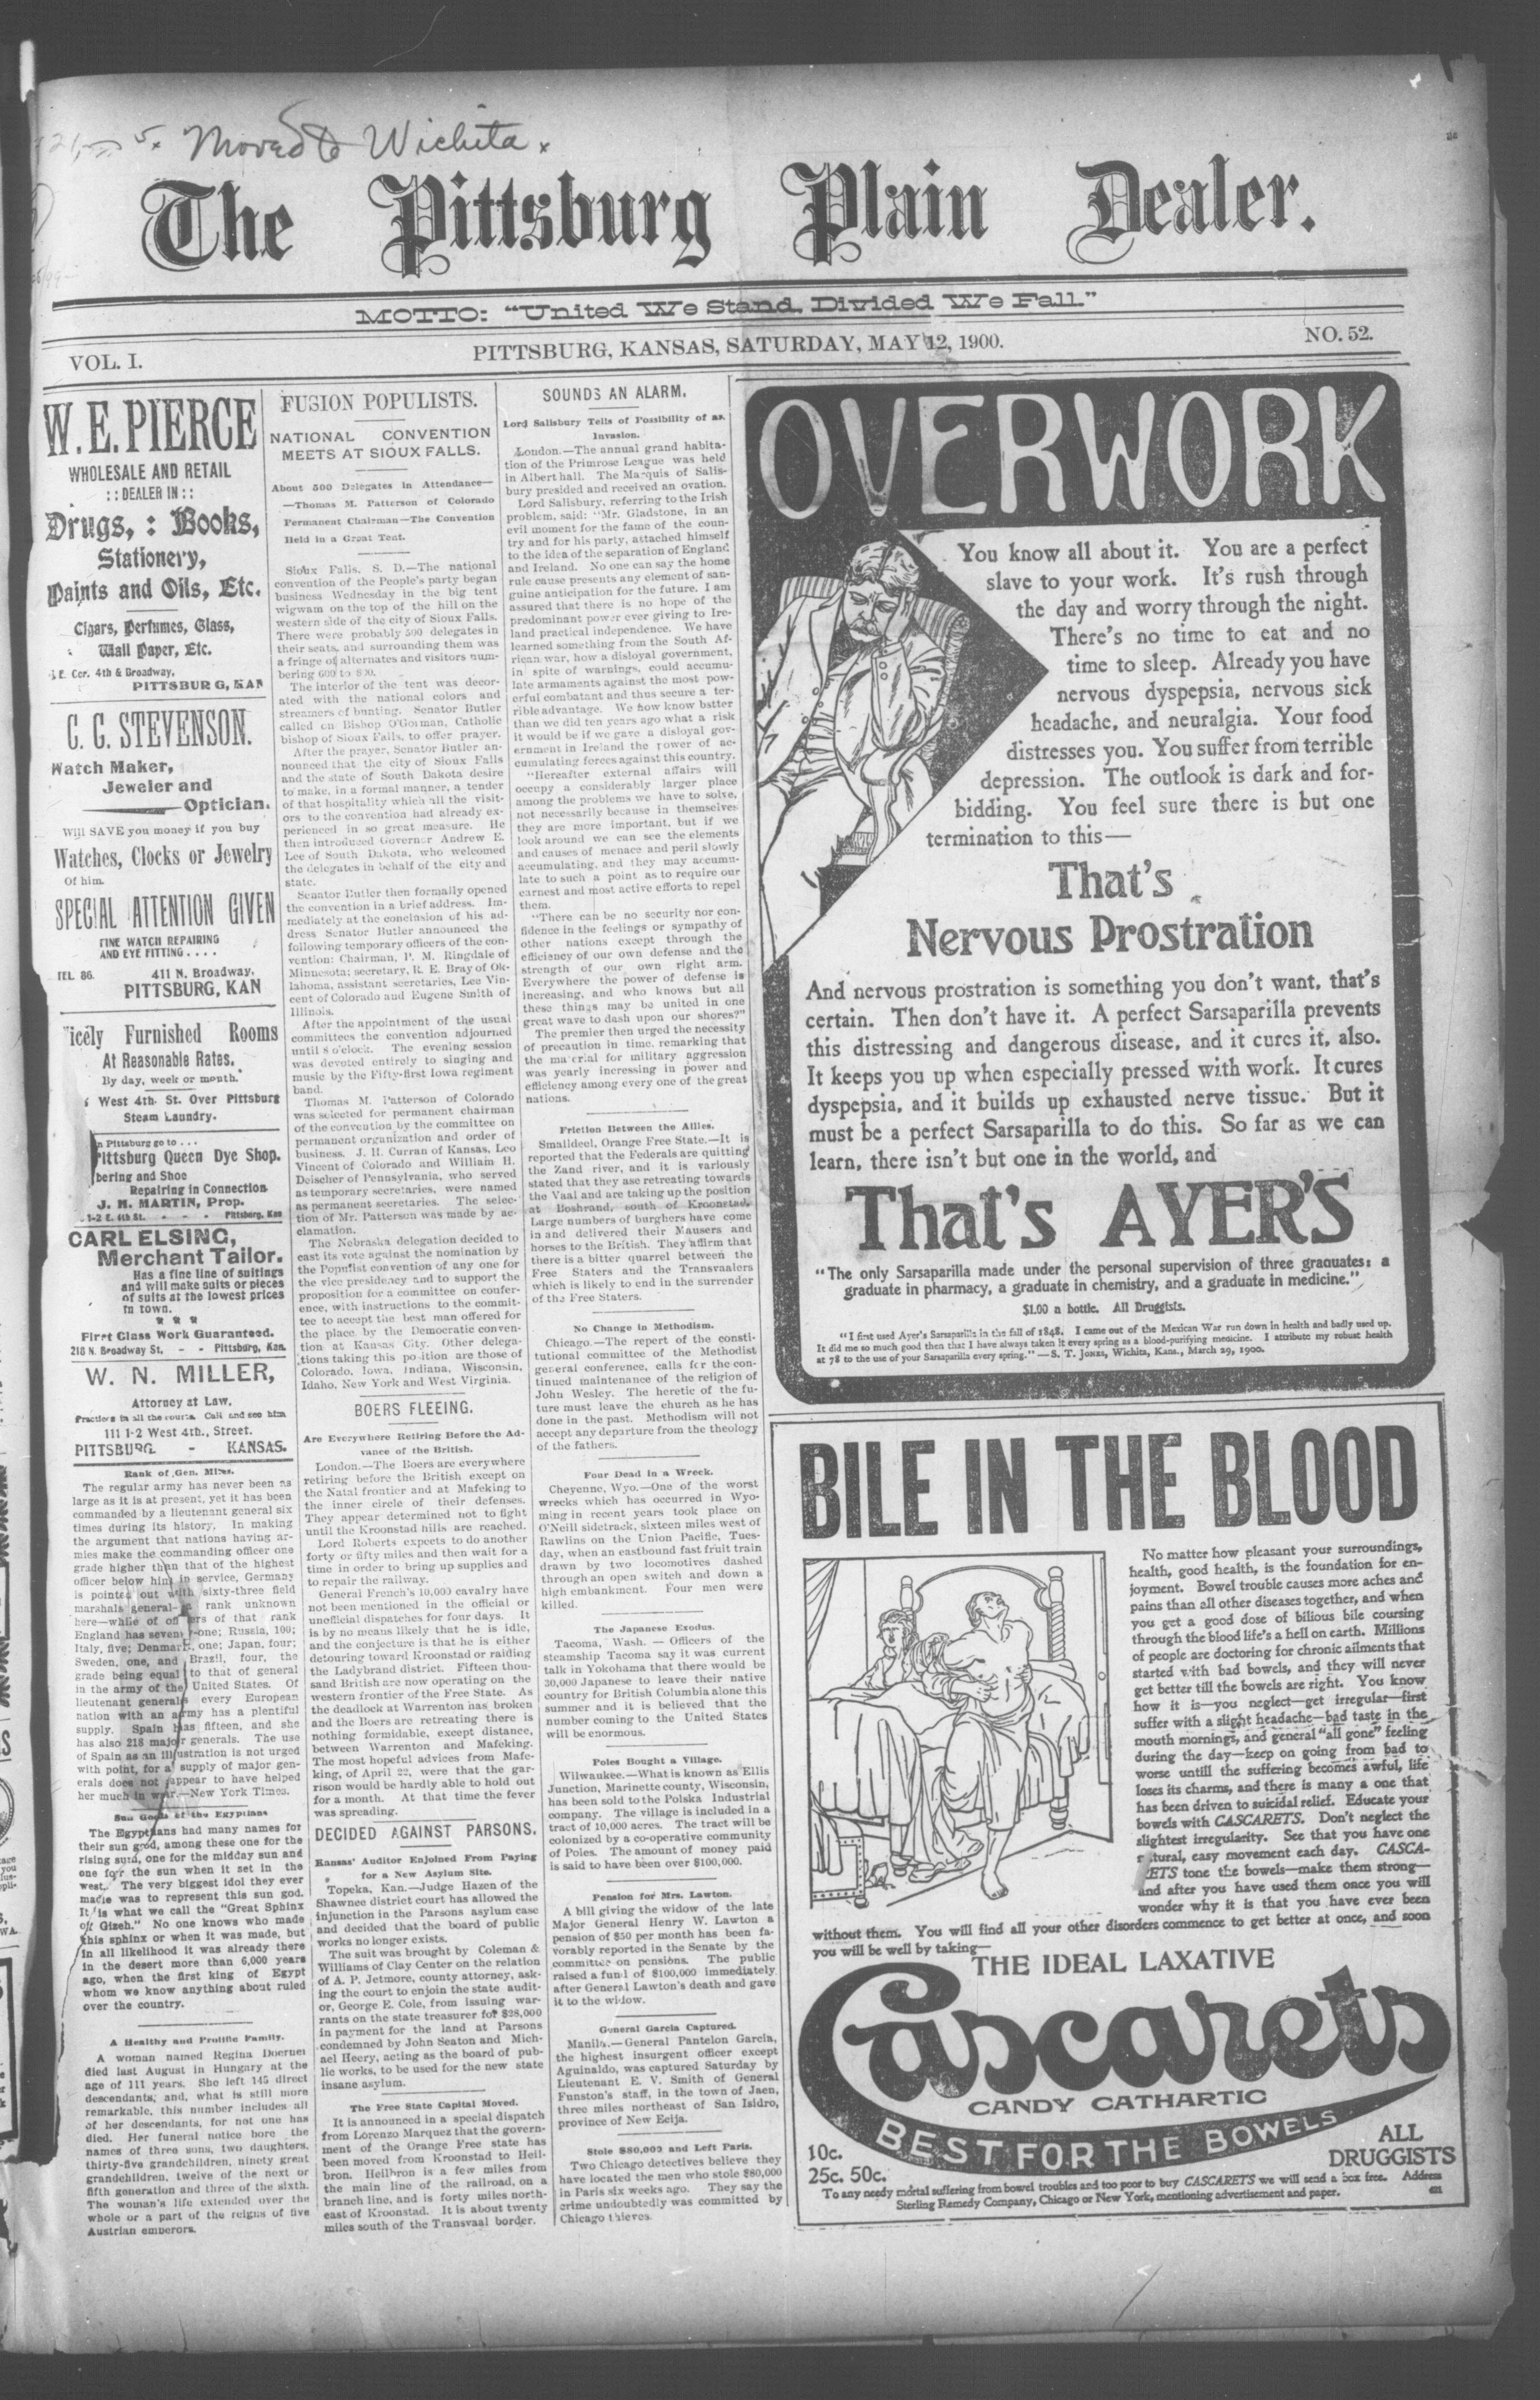 5. Moved to Wichita.
The Pittsburg Plain Dealer.
MOTTO: "United We Stand, Divided We Fall"
VOL. I.
PITTSBURG, KANSAS, SATURDAY, MAY 12, 1900.
NO. 52.
W. E. PIERCE
WHOLESALE AND RETAIL
:: DEALER IN ::
Drugs, : Books,
Stationery,
Paints and Oils, Etc.
Cigars, Perfumes, Glass,
Wall Paper, Etc.
E. Cor. 4th & Broadway,
PITTSBUR G, KAN
C. G. STEVENSON.
Watch Maker,
Jeweler and
Optician.
Will SAVE you money if you buy
Watches, Clocks or Jewelry
Of him.
SPECIAL ATTENTION GIVEN
FINE WATCH REPAIRING
AND EYE FITTING . . . .
TEL. 86.
411 N. Broadway,
PITTSBURG, KAN
icely Furnished Rooms
At Reasonable Rates.
By day, week or month.
West 4th St. Over Pittsburg
Steam Laundry.
n Pittsburg go to . . .
ittsburg Queen Dye Shop.
bering and Shoe
Repairing in Connection
J. H. MARTIN, Prop.
1-2 E. 4th St. - - - Pittsburg, Kan
CARL ELSING,
Merchant Tailor.
Has a fine line of suitings
and will make suits or pieces
of suits at the lowest prices
in town.
* * *
First Class Work Guaranteed.
218 N. Broadway St, - - Pittsburg, Kan.
W. N. MILLER,
Attorney at Law,
Practices in all the courts. Call and see him
111 1-2 West 4th., Street.
PITTSBURG - KANSAS.
Rank of Gen. Miles.
The regular army has never been as
large as it is at present, yet it has been
commanded by a lieutenant general six
times during its history. In making
the argument that nations having ar-
mies make the commanding officer one
grade higher than that of the highest
officer below him in service, Germany
is pointed out with sixty-three field
marshals general—a rank unknown
here—while of officers of that rank
England has seventy-one; Russia, 100;
Italy, five; Denmark, one; Japan, four;
Sweden, one, and Brazil, four, the
grade being equal to that of general
in the army of the United States. Of
lieutenant generals every European
nation with an army has a plentiful
supply. Spain has fifteen, and she
has also 218 major generals. The use
of Spain as an illustration is not urged
with point, for a supply of major gen-
erals does not appear to have helped
her much in war.—New York Times.
Sun Gods of the Egyptians
The Egyptians had many names for
their sun god, among these one for the
rising sund, one for the midday sun and
one for the sun when it set in the
west. The very biggest idol they ever
made was to represent this sun god.
It is what we call the "Great Sphinx
oft Gizeh." No one knows who made
this sphinx or when it was made, but
in all likelihood it was already there
in the desert more than 6,000 years
ago, when the first king of Egypt
whom we know anything about ruled
over the country.
A Healthy and Prolific Family.
A woman named Regina Doernei
died last August in Hungary at the
age of 111 years. She left 145 direct
descendants, and, what is still more
remarkable, this number includes all
of her descendants, for not one has
died. Her funeral notice bore the
names of three sons, two daughters,
thirty-five grandchildren, ninety great
grandchildren, twelve of the next or
fifth generation and three of the sixth.
The woman's life extended over the
whole or a part of the reigns of five
Austrian emperors.
FUSION POPULISTS.
NATIONAL CONVENTION
MEETS AT SIOUX FALLS.
About 500 Delegates in Attendance—
—Thomas M. Patterson of Colorado
Permanent Chairman—The Convention
Held in a Great Tent.
Sioux Falls, S. D.—The national
convention of the People's party began
business Wednesday in the big tent
wigwam on the top of the hill on the
western side of the city of Sioux Falls.
There were probably 500 delegates in
their seats, and surrounding them was
a fringe of alternates and visitors num-
bering 600 to 800.
The interior of the tent was decor-
ated with the national colors and
streamers of bunting. Senator Butler
called on Bishop O'Gorman, Catholic
bishop of Sioux Falls, to offer prayer.
After the prayer, Senator Butler an-
nounced that the city of Sioux Falls
and the state of South Dakota desire
to make, in a formal manner, a tender
of that hospitality which all the visit-
ors to the convention had already ex-
perienced in so great measure. He
then introduced Governor Andrew E.
Lee of South Dakota, who welcomed
the delegates in behalf of the city and
state.
Senator Butler then formally opened
the convention in a brief address. Im-
mediately at the conclusion of his ad-
dress Senator Butler announced the
following temporary officers of the con-
vention: Chairman, P. M. Ringdale of
Minnesota; secretary, R. E. Bray of Ok-
lahoma, assistant secretaries, Lee Vin-
cent of Colorado and Eugene Smith of
Illinois.
After the appointment of the usual
committees the convention adjourned
until 8 o'clock. The evening session
was devoted entirely to singing and
music by the Fifty-first Iowa regiment
band.
Thomas M. Patterson of Colorado
was selected for permanent chairman
of the convention by the committee on
permanent organization and order of
business. J. H. Curran of Kansas, Leo
Vincent of Colorado and William H.
Deischer of Pennsylvania, who served
as temporary secretaries, were named
as permanent secretaries. The selec-
tion of Mr. Patterson was made by ac-
clamation.
The Nebraska delegation decided to
cast its vote against the nomination by
the Populist convention of any one for
the vice presidency and to support the
proposition for a committee on confer-
ence, with instructions to the commit-
tee to accept the best man offered for
the place by the Democratic conven-
tion at Kansas City. Other delega-
tions taking this position are those of
Colorado, Iowa, Indiana, Wisconsin,
Idaho, New York and West Virginia.
BOERS FLEEING.
Are Everywhere Retiring Before the Ad-
vance of the British.
London.—The Boers are everywhere
retiring before the British except on
the Natal frontier and at Mafeking to
the inner circle of their defenses.
They appear determined not to fight
until the Kroonstad hills are reached.
Lord Roberts expects to do another
forty or fifty miles and then wait for a
time in order to bring up supplies and
to repair the railway.
General French's 10,000 cavalry have
not been mentioned in the official or
unofficial dispatches for four days. It
is by no means likely that he is idle,
and the conjecture is that he is either
detouring toward Kroonstad or raiding
the Ladybrand district. Fifteen thou-
sand British are now operating on the
western frontier of the Free State. As
the deadlock at Warrenton has broken
and the Boers are retreating there is
nothing formidable, except distance,
between Warrenton and Mafeking.
The most hopeful advices from Mafe-
king, of April 22, were that the gar-
rison would be hardly able to hold out
for a month. At that time the fever
was spreading.
DECIDED AGAINST PARSONS.
Kansas' Auditor Enjoined From Paying
for a New Asylum Site.
Topeka, Kan.—Judge Hazen of the
Shawnee district court has allowed the
injunction in the Parsons asylum case
and decided that the board of public
works no longer exists.
The suit was brought by Coleman &
Williams of Clay Center on the relation
of A. P. Jetmore, county attorney, ask-
ing the court to enjoin the state audit-
or, George E. Cole, from issuing war-
rants on the state treasurer for $28,000
in payment for the land at Parsons
condemned by John Seaton and Mich-
ael Heery, acting as the board of pub-
lic works, to be used for the new state
insane asylum.
The Free State Capital Moved.
It is announced in a special dispatch
from Lorenzo Marquez that the govern-
ment of the Orange Free state has
been moved from Kroonstad to Heil-
bron. Heilbron is a few miles from
the main line of the railroad, on a
branch line, and is forty miles north-
east of Kroonstad. It is about twenty
miles south of the Transvaal border.
SOUNDS AN ALARM.
Lord Salisbury Tells of Possibility of an
Invasion.
London.—The annual grand habita-
tion of the Primrose League was held
in Albert hall. The Marquis of Salis-
bury presided and received an ovation.
Lord Salisbury, referring to the Irish
problem, said: "Mr. Gladstone, in an
evil moment for the fame of the coun-
try and for his party, attached himself
to the idea of the separation of England
and Ireland. No one can say the home
rule cause presents any element of san-
guine anticipation for the future. I am
assured that there is no hope of the
predominant power ever giving to Ire-
land practical independence. We have
learned something from the South Af-
rican war, how a disloyal government,
in spite of warnings, could accumu-
late armaments against the most pow-
erful combatant and thus secure a ter-
rible advantage. We now know better
than we did ten years ago what a risk
it would be if we gave a disloyal gov-
ernment in Ireland the power of ac-
cumulating forces against this country.
"Hereafter external affairs will
occupy a considerably larger place
among the problems we have to solve,
not necessarily because in themselves
they are more important, but if we
look around we can see the elements
and causes of menace and peril slowly
accumulating, and they may accumu-
late to such a point as to require our
earnest and most active efforts to repel
them.
"There can be no security nor con-
fidence in the feelings or sympathy of
other nations except through the
efficiency of our own defense and the
strength of our own right arm.
Everywhere the power of defense is
increasing, and who knows but all
these things may be united in one
great wave to dash upon our shores?"
The premier then urged the necessity
of precaution in time, remarking that
the material for military aggression
was yearly increasing in power and
efficiency among every one of the great
nations.
Friction Between the Allies.
Smalldeel, Orange Free State.—It is
reported that the Federals are quitting
the Zand river, and it is variously
stated that they ase retreating towards
the Vaal and are taking up the position
at Boshrand, south of Kroonstad.
Large numbers of burghers have come
in and delivered their Mausers and
horses to the British. They affirm that
there is a bitter quarrel between the
Free Staters and the Transvaalers
which is likely to end in the surrender
of the Free Staters.
No Change in Methodism.
Chicago.—The repert of the consti-
tutional committee of the Methodist
general conference, calls for the con-
tinued maintenance of the religion of
John Wesley. The heretic of the fu-
ture must leave the church as he has
done in the past. Methodism will not
accept any departure from the theology
of the fathers.
Four Dead in a Wreck.
Cheyenne, Wyo.—One of the worst
wrecks which has occurred in Wyo-
ming in recent years took place on
O'Neill sidetrack, sixteen miles west of
Rawlins on the Union Pacific, Tues-
day, when an eastbound fast fruit train
drawn by two locomotives dashed
through an open switch and down a
high embankment. Four men were
killed.
The Japanese Exodus.
Tacoma, Wash. — Officers of the
steamship Tacoma say it was current
talk in Yokohama that there would be
30,000 Japanese to leave their native
country for British Columbia alone this
summer and it is believed that the
number coming to the United States
will be enormous.
Poles Bought a Village.
Wilwaukee.—What is known as Ellis
Junction, Marinette county, Wisconsin,
has been sold to the Polska Industrial
company. The village is included in a
tract of 10,000 acres. The tract will be
colonized by a co-operative community
of Poles. The amount of money paid
is said to have been over $100,000.
Pension for Mrs. Lawton.
A bill giving the widow of the late
Major General Henry W. Lawton a
pension of $50 per month has been fa-
vorably reported in the Senate by the
committee on pensions. The public
raised a fund of $100,000 immediately
after General Lawton's death and gave
it to the widow.
General Garcia Captured.
Manila.—General Pantelon Garcia,
the highest insurgent officer except
Aguinaldo, was captured Saturday by
Lieutenant E. V. Smith of General
Funston's staff, in the town of Jaen,
three miles northeast of San Isidro,
province of New Ecija.
Stole $80,000 and Left Paris.
Two Chicago detectives believe they
have located the men who stole $80,000
in Paris six weeks ago. They say the
crime undoubtedly was committed by
Chicago thieves.
OVERWORK
You know all about it. You are a perfect
slave to your work. It's rush through
the day and worry through the night.
There's no time to eat and no
time to sleep. Already you have
nervous dyspepsia, nervous sick
headache, and neuralgia. Your food
distresses you. You suffer from terrible
depression. The outlook is dark and for-
bidding. You feel sure there is but one
termination to this—
That's
Nervous Prostration
And nervous prostration is something you don't want, that's
certain. Then don't have it. A perfect Sarsaparilla prevents
this distressing and dangerous disease, and it cures it, also.
It keeps you up when especially pressed with work. It cures
dyspepsia, and it builds up exhausted nerve tissue. But it
must be a perfect Sarsaparilla to do this. So far as we can
learn, there isn't but one in the world, and
That's AYER'S
"The only Sarsaparilla made under the personal supervision of three graduates: a
graduate in pharmacy, a graduate in chemistry, and a graduate in medicine."
$1.00 a bottle. All Druggists.
"I first used Ayer's Sarsaparilla in the fall of 1848. I came out of the Mexican War run down in health and badly used up.
It did me so much good then that I have always taken it every spring as a blood-purifying medicine. I attribute my robust health
at 78 to the use of your Sarsaparilla every spring."—S. T. JONES, Wichita, Kans., March 29, 1900.
BILE IN THE BLOOD
No matter how pleasant your surroundings,
health, good health, is the foundation for en-
joyment. Bowel trouble causes more aches and
pains than all other diseases together, and when
you get a good dose of bilious bile coursing
through the blood life's a hell on earth. Millions
of people are doctoring for chronic ailments that
started with bad bowels, and they will never
get better till the bowels are right. You know
how it is—you neglect—get irregular—first
suffer with a slight headache—bad taste in the
mouth mornings, and general "all gone" feeling
during the day—keep on going from bad to
worse untill the suffering becomes awful, life
loses its charms, and there is many a one that
has been driven to suicidal relief. Educate your
bowels with CASCARETS. Don't neglect the
slightest irregularity. See that you have one
natural, easy movement each day. CASCA-
RETS tone the bowels—make them strong—
and after you have used them once you will
wonder why it is that you have ever been
without them. You will find all your other disorders commence to get better at once, and soon
you will be well by taking—
THE IDEAL LAXATIVE
Cascarets
CANDY CATHARTIC
BEST FOR THE BOWELS
10c.
25c. 50c.
ALL
DRUGGISTS
To any needy mortal suffering from bowel troubles and too poor to buy CASCARETS we will send a box free. Address
Sterling Remedy Company, Chicago or New York, mentioning advertisement and paper. 421